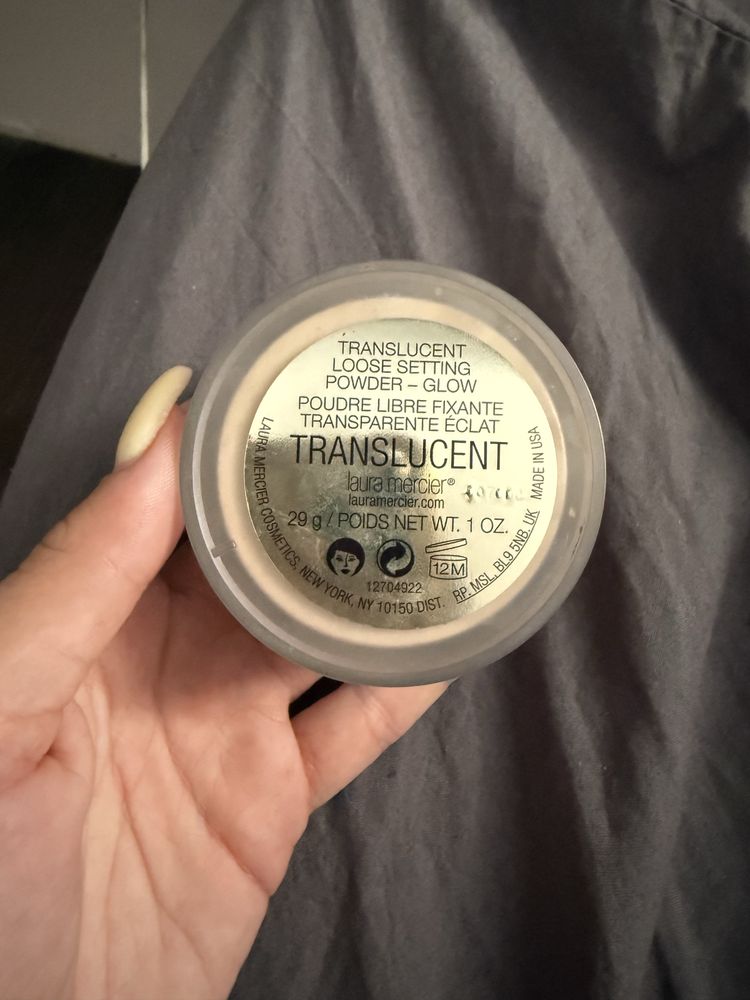 TRANSLUCENT
LOOSE SETTING
POWDER – GLOW
POUDRE LIBRE FIXANTE
TRANSPARENTE ÉCLAT
TRANSLUCENT
laura mercier®
lauramercier.com
29 g / POIDS NET WT. 1 OZ.
12M
12704922
LAURA MERCIER COSMETICS, NEW YORK, NY 10150 DIST.
RP. MSL, BL9 5NB. UK
MADE IN USA